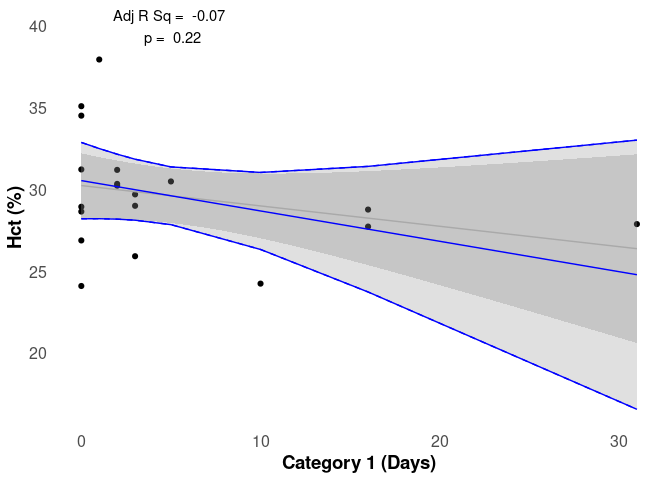 Adj R Sq =  -0.07
p =  0.22
40
35
30
25
20
Hct (%)
0 10 20 30
Category 1 (Days)